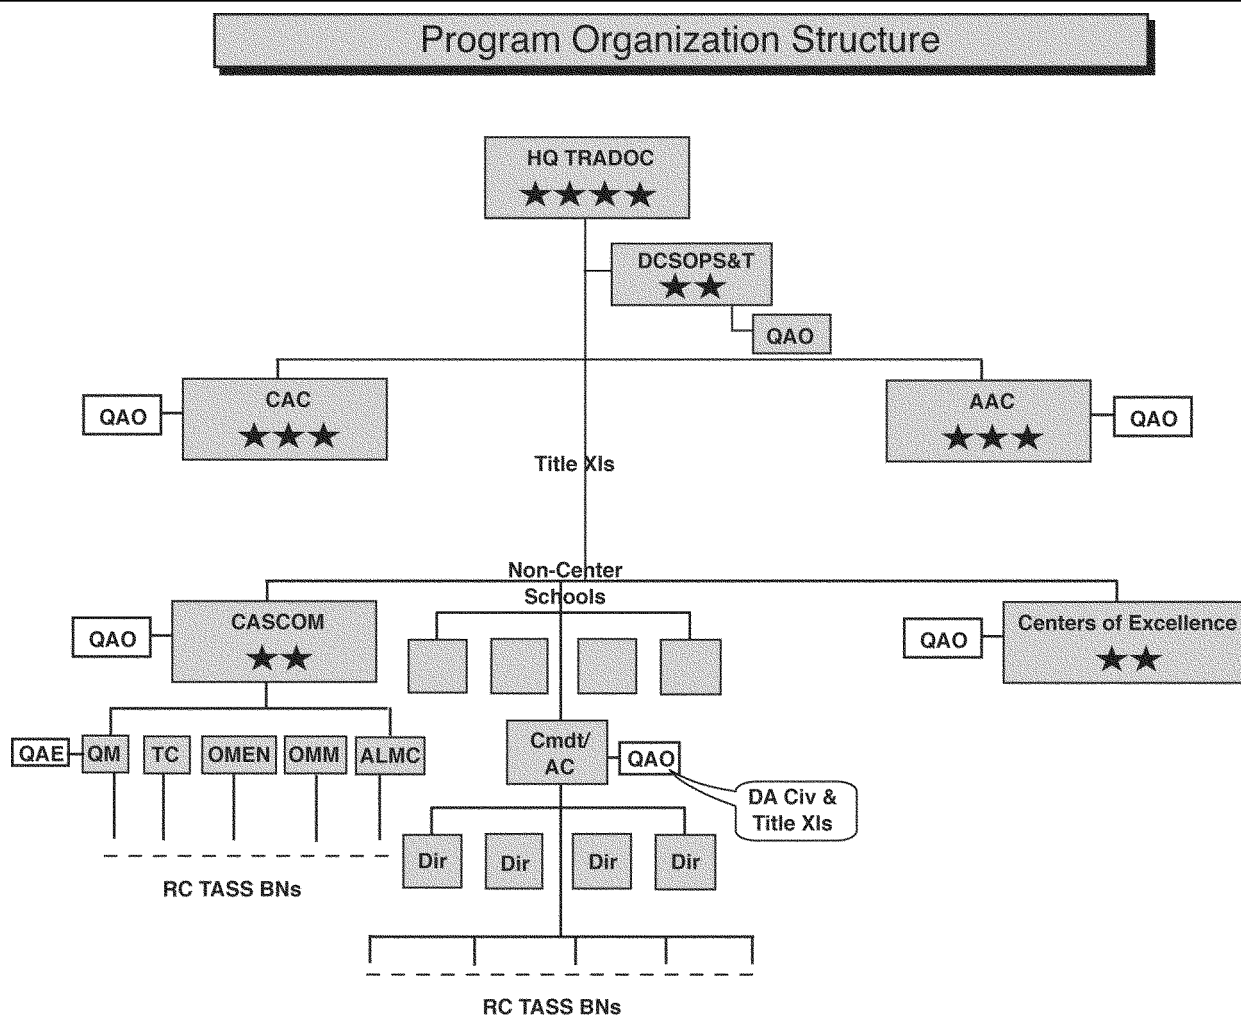 Program Organization Structure
HQ TRADOC
DCSOPS&T
QAO
CAC
QAO
AAC
QAO
Title XIs
Non-Center
Schools
CASCOM
QAO
Centers of Excellence
QAO
QAE
QM
TC
OMEN
OMM
ALMC
Cmdt/
AC
QAO
DA Civ &
Title XIs
Dir
Dir
Dir
Dir
RC TASS BNs
RC TASS BNs